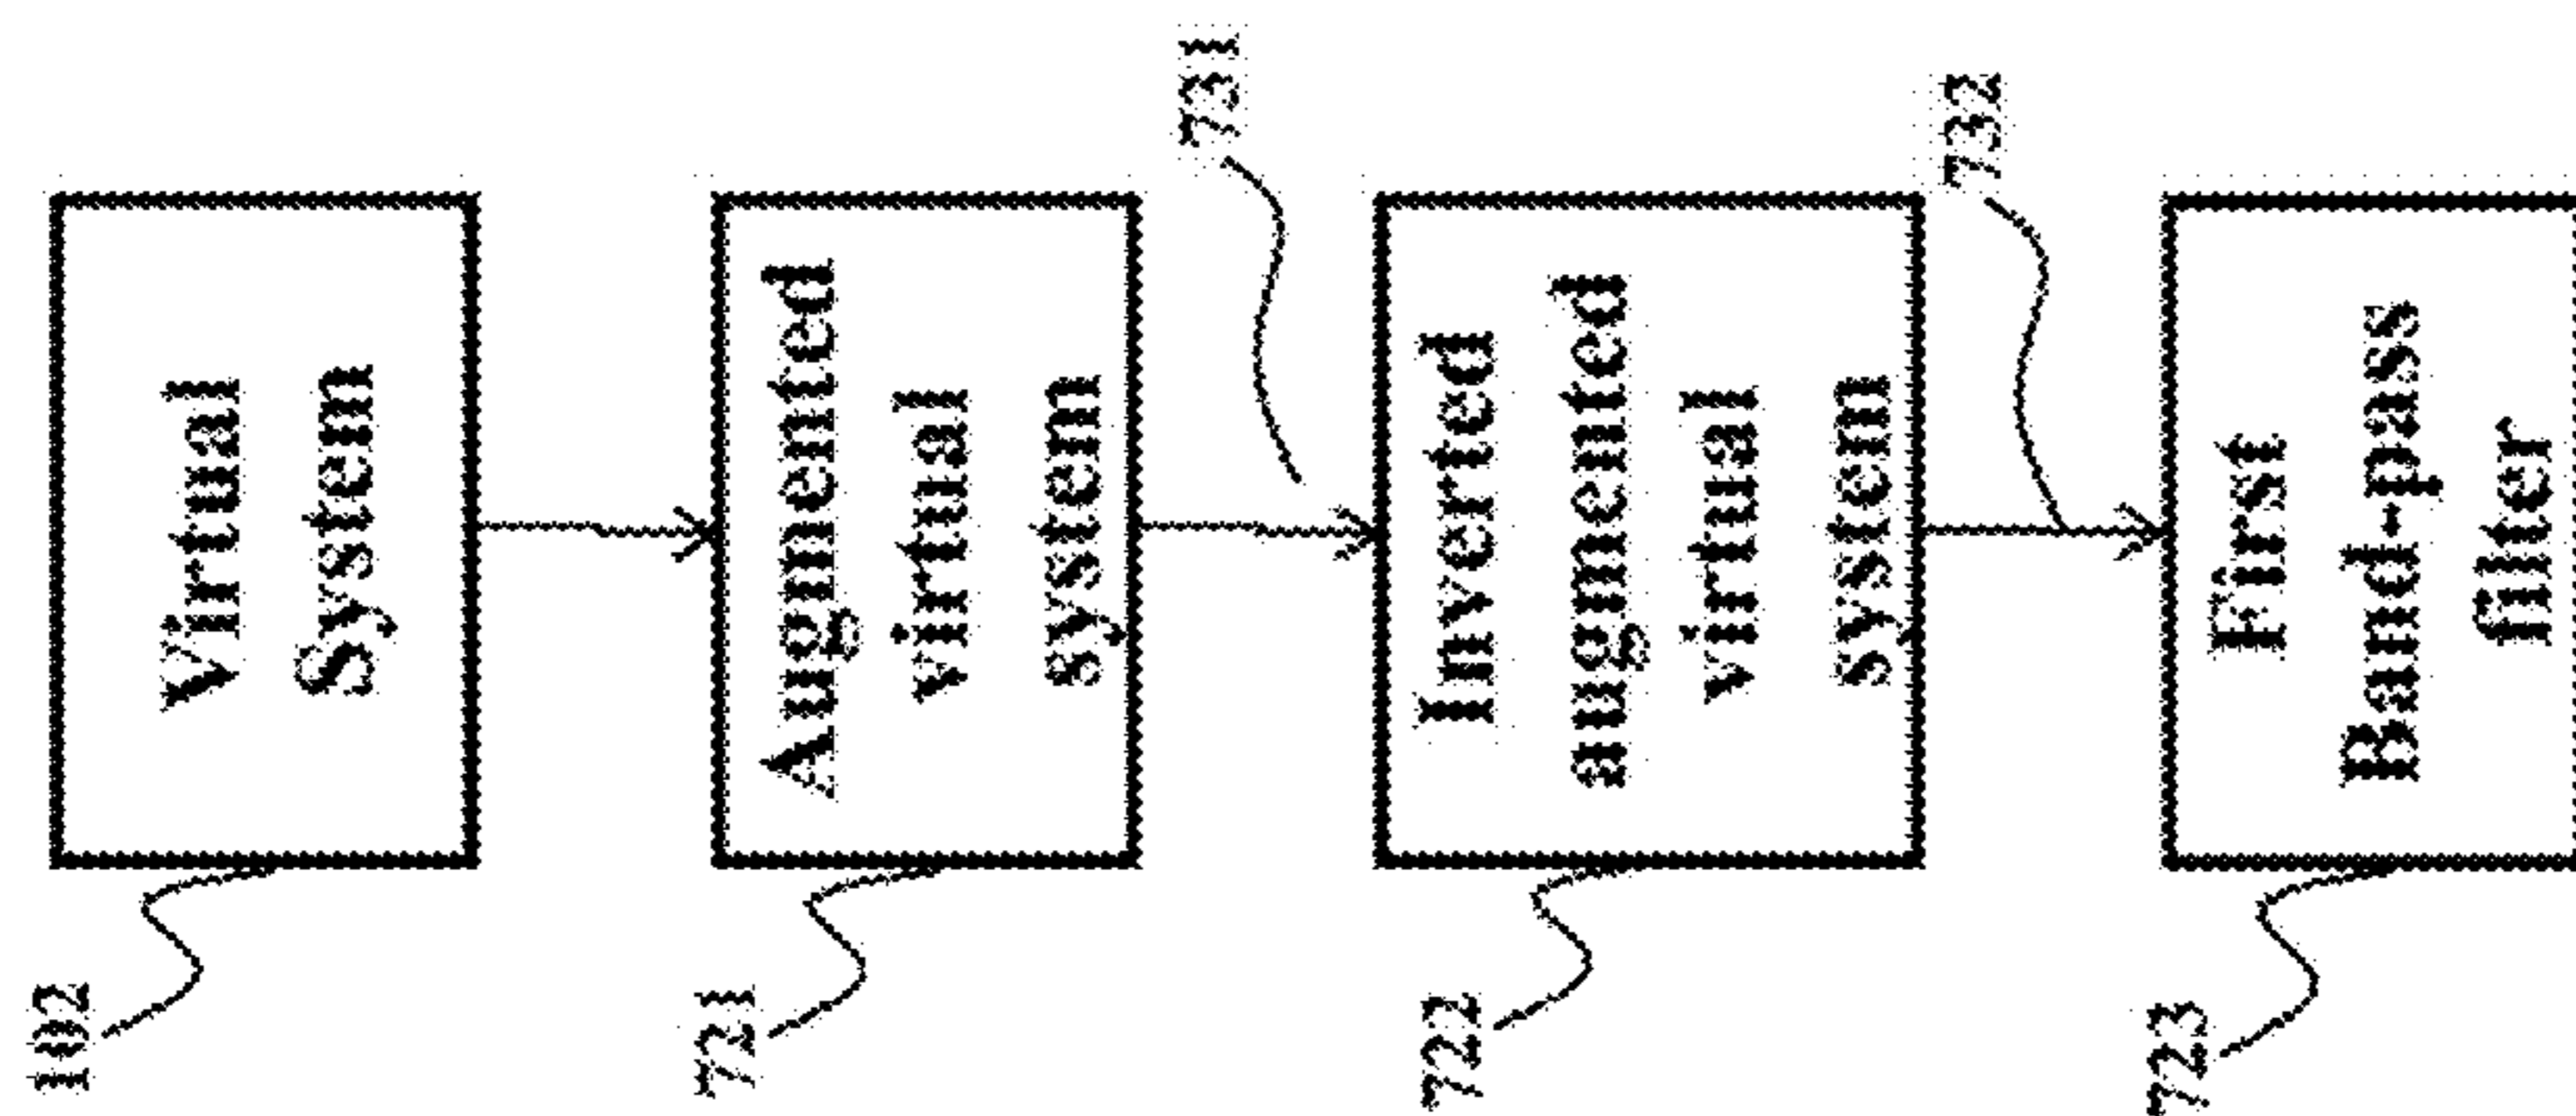 102
Virtual
System
721
Augmented
virtual
system
731
722
Inverted
augmented
virtual
system
732
723
First
Band-pass
filter